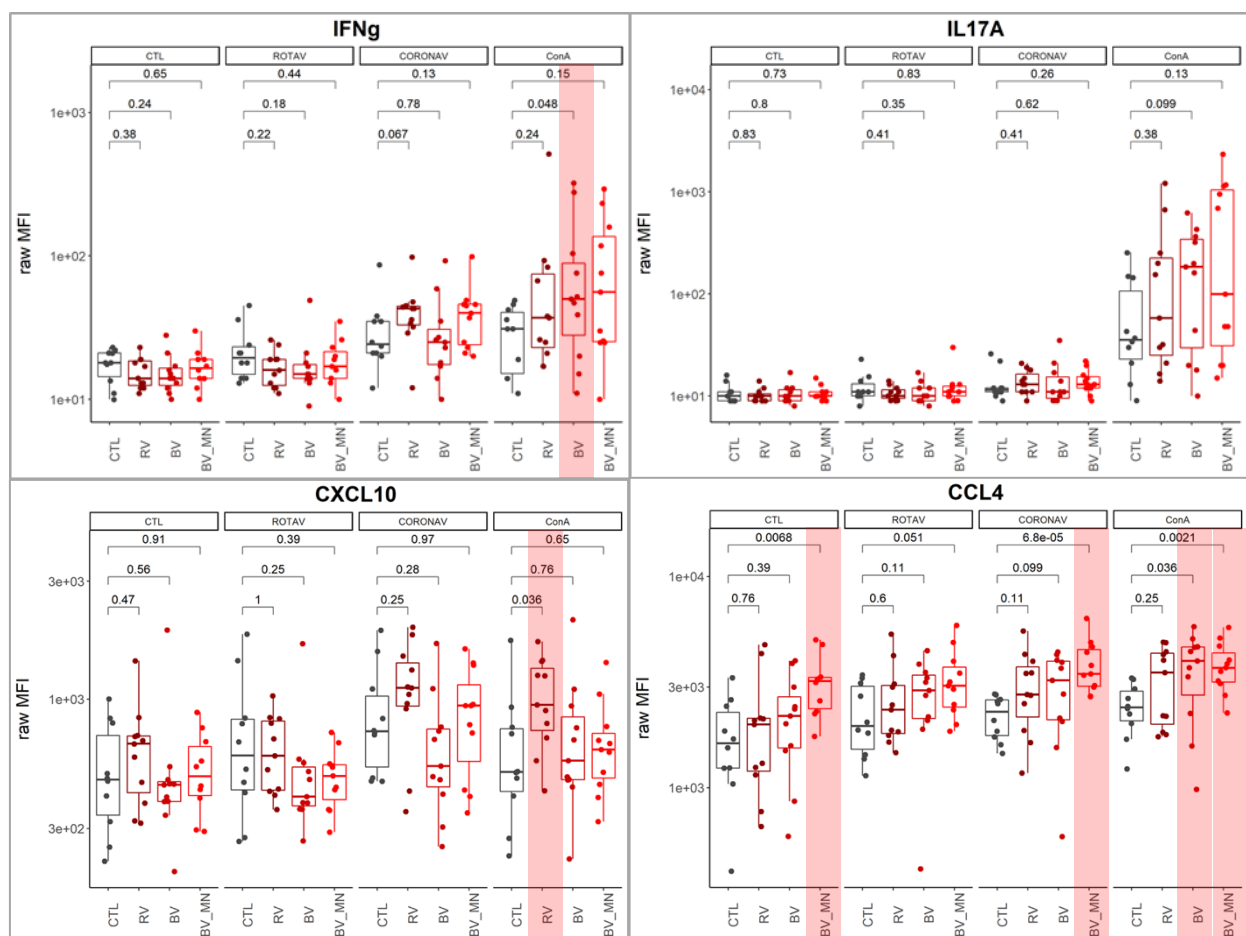 IFNg
CTL ROTAV CORONAV ConA
0.65 0.44 0.13 0.15
0.24 0.18 0.78 0.048
0.38 0.22 0.067 0.24
1e+03
1e+02
1e+01
raw MFI
CTL RV BV BV_MN CTL RV BV BV_MN CTL RV BV BV_MN CTL RV BV BV_MN
IL17A
CTL ROTAV CORONAV ConA
0.73 0.83 0.26 0.13
0.8 0.35 0.62 0.099
0.83 0.41 0.41 0.38
1e+04
1e+03
1e+02
1e+01
raw MFI
CTL RV BV BV_MN CTL RV BV BV_MN CTL RV BV BV_MN CTL RV BV BV_MN
CXCL10
CTL ROTAV CORONAV ConA
0.91 0.39 0.97 0.65
0.56 0.25 0.28 0.76
0.47 1 0.25 0.036
3e+03
1e+03
3e+02
raw MFI
CTL RV BV BV_MN CTL RV BV BV_MN CTL RV BV BV_MN CTL RV BV BV_MN
CCL4
CTL ROTAV CORONAV ConA
0.0068 0.051 6.8e-05 0.0021
0.39 0.11 0.099 0.036
0.76 0.6 0.11 0.25
1e+04
3e+03
1e+03
raw MFI
CTL RV BV BV_MN CTL RV BV BV_MN CTL RV BV BV_MN CTL RV BV BV_MN